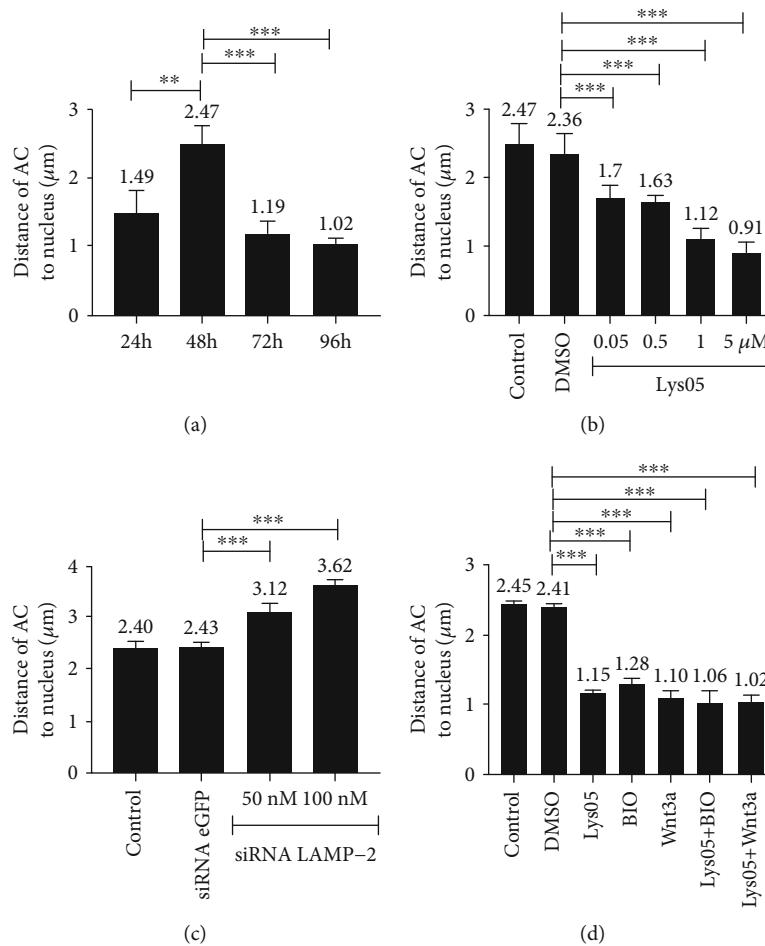 ***
***
**
Distance of AC
to nucleus (μm)
3
2
1
0
1.49
2.47
1.19
1.02
24h
48h
72h
96h
(a)
***
***
***
***
Distance of AC
to nucleus (μm)
3
2
1
0
2.47
2.36
1.7
1.63
1.12
0.91
Control
DMSO
0.05
0.5
1
5 μM
Lys05
(b)
***
***
Distance of AC
to nucleus (μm)
4
3
2
1
0
2.40
2.43
3.12
3.62
Control
siRNA eGFP
50 nM
100 nM
siRNA LAMP−2
(c)
***
***
***
***
***
Distance of AC
to nucleus (μm)
3
2
1
0
2.45
2.41
1.15
1.28
1.10
1.06
1.02
Control
DMSO
Lys05
BIO
Wnt3a
Lys05+BIO
Lys05+Wnt3a
(d)